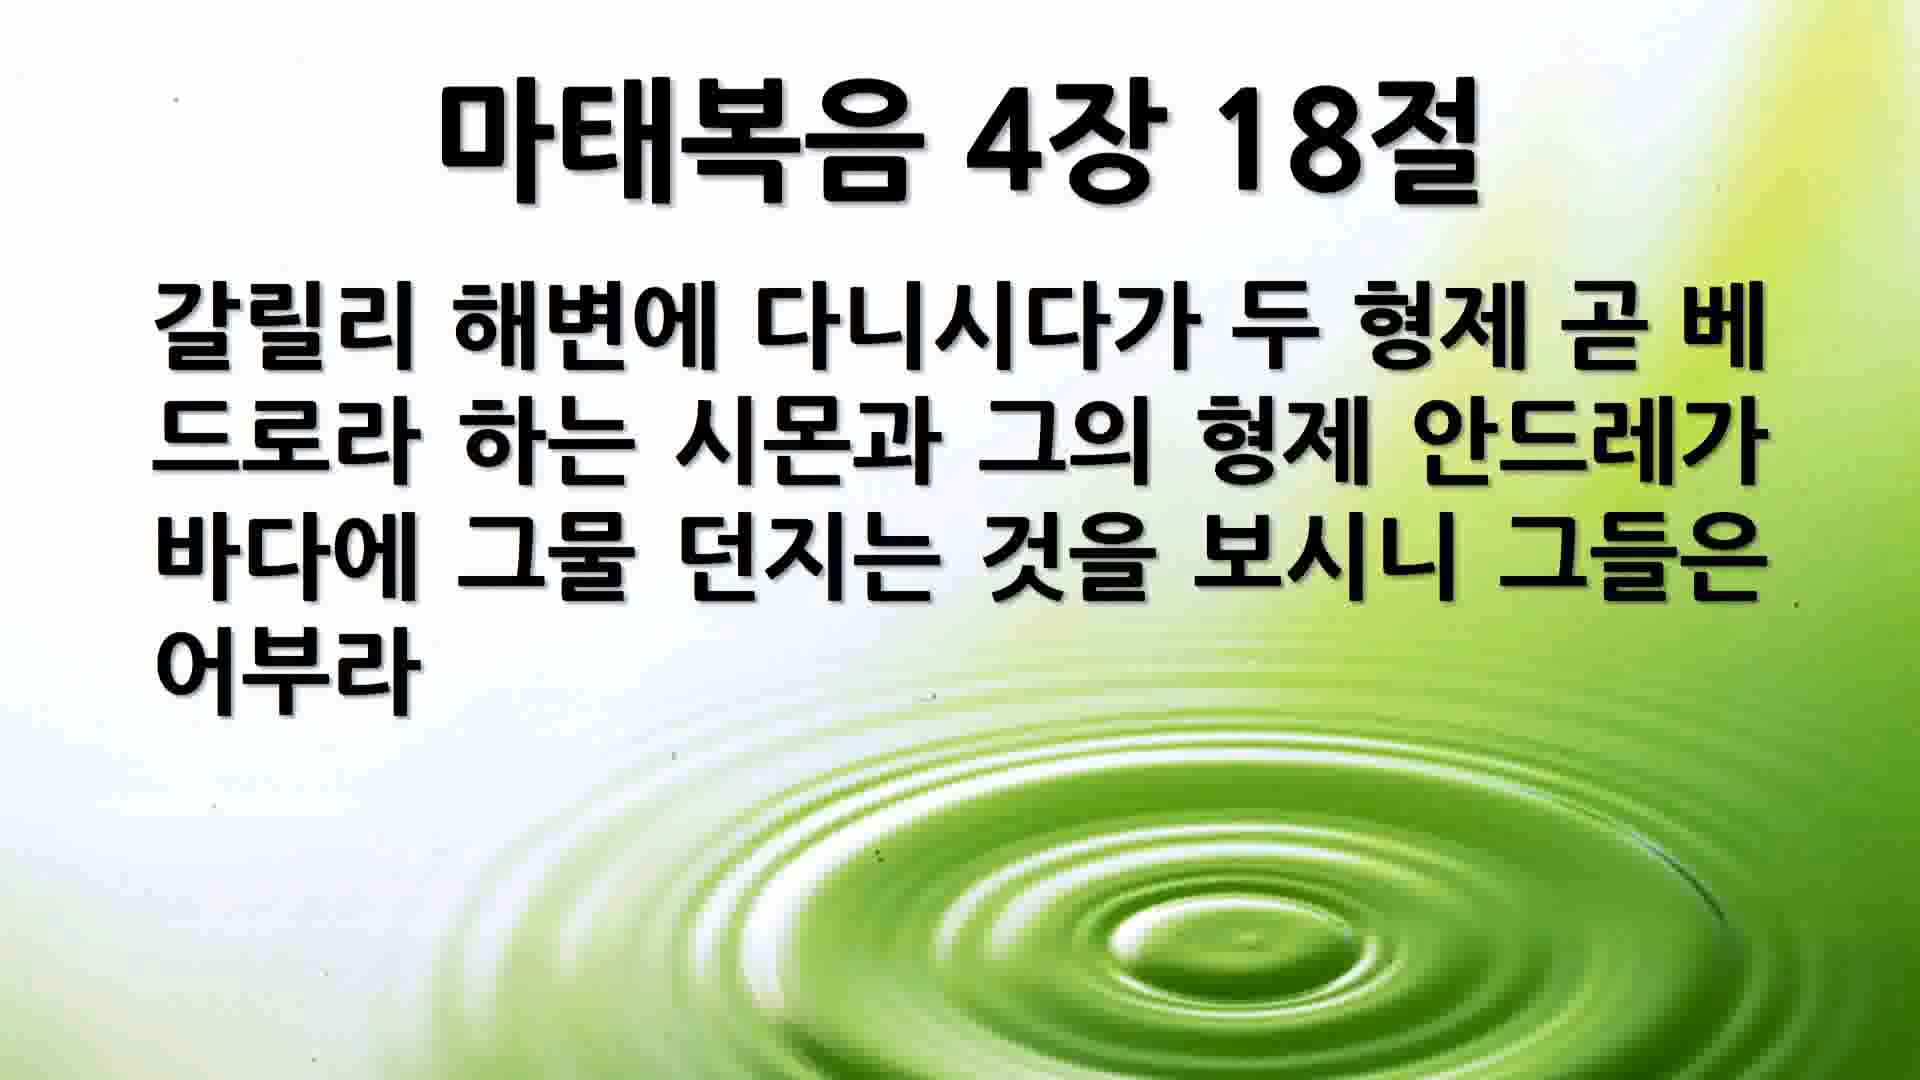 마태복음 4장 18절
갈릴리 해변에 다니시다가 두 형제 곧 베
드로라 하는 시몬과 그의 형제 안드레가
바다에 그물 던지는 것을 보시니 그들은
어부라